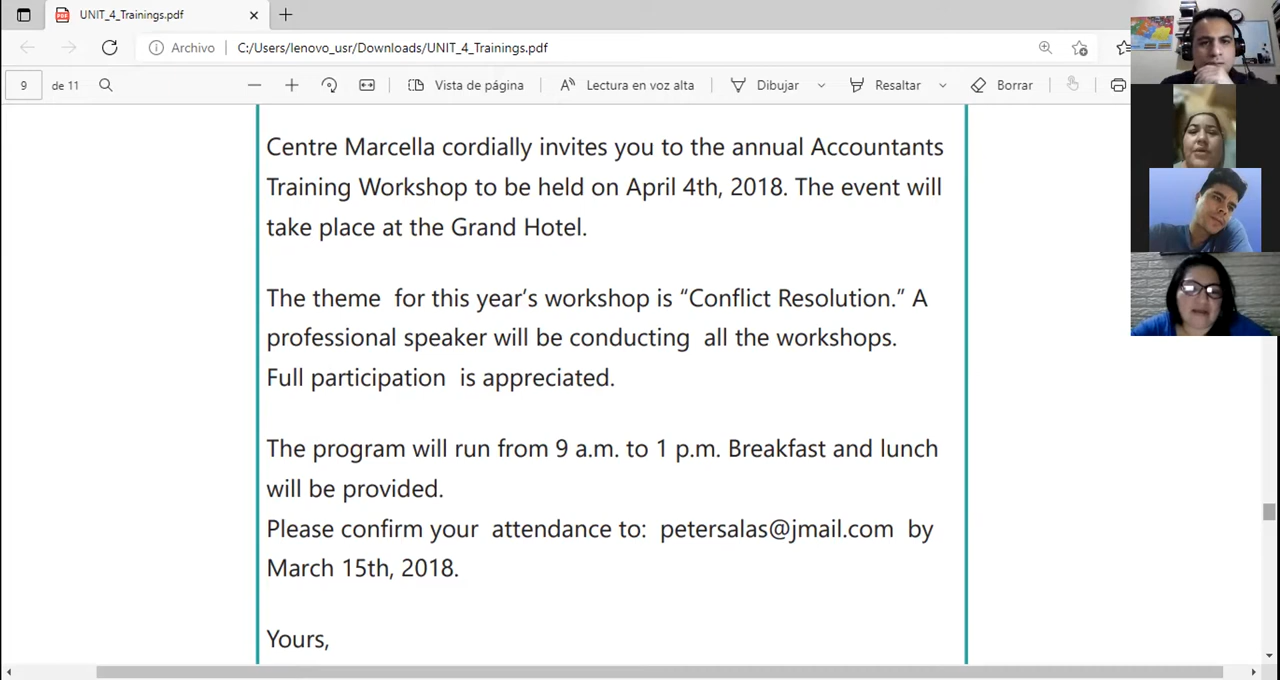 UNIT_4_Trainings.pdf
Archivo C:/Users/lenovo_usr/Downloads/UNIT_4_Trainings.pdf
9 de 11 Vista de página Lectura en voz alta Dibujar Resaltar Borrar
Centre Marcella cordially invites you to the annual Accountants
Training Workshop to be held on April 4th, 2018. The event will
take place at the Grand Hotel.
The theme for this year’s workshop is “Conflict Resolution.” A
professional speaker will be conducting all the workshops.
Full participation is appreciated.
The program will run from 9 a.m. to 1 p.m. Breakfast and lunch
will be provided.
Please confirm your attendance to: petersalas@jmail.com by
March 15th, 2018.
Yours,